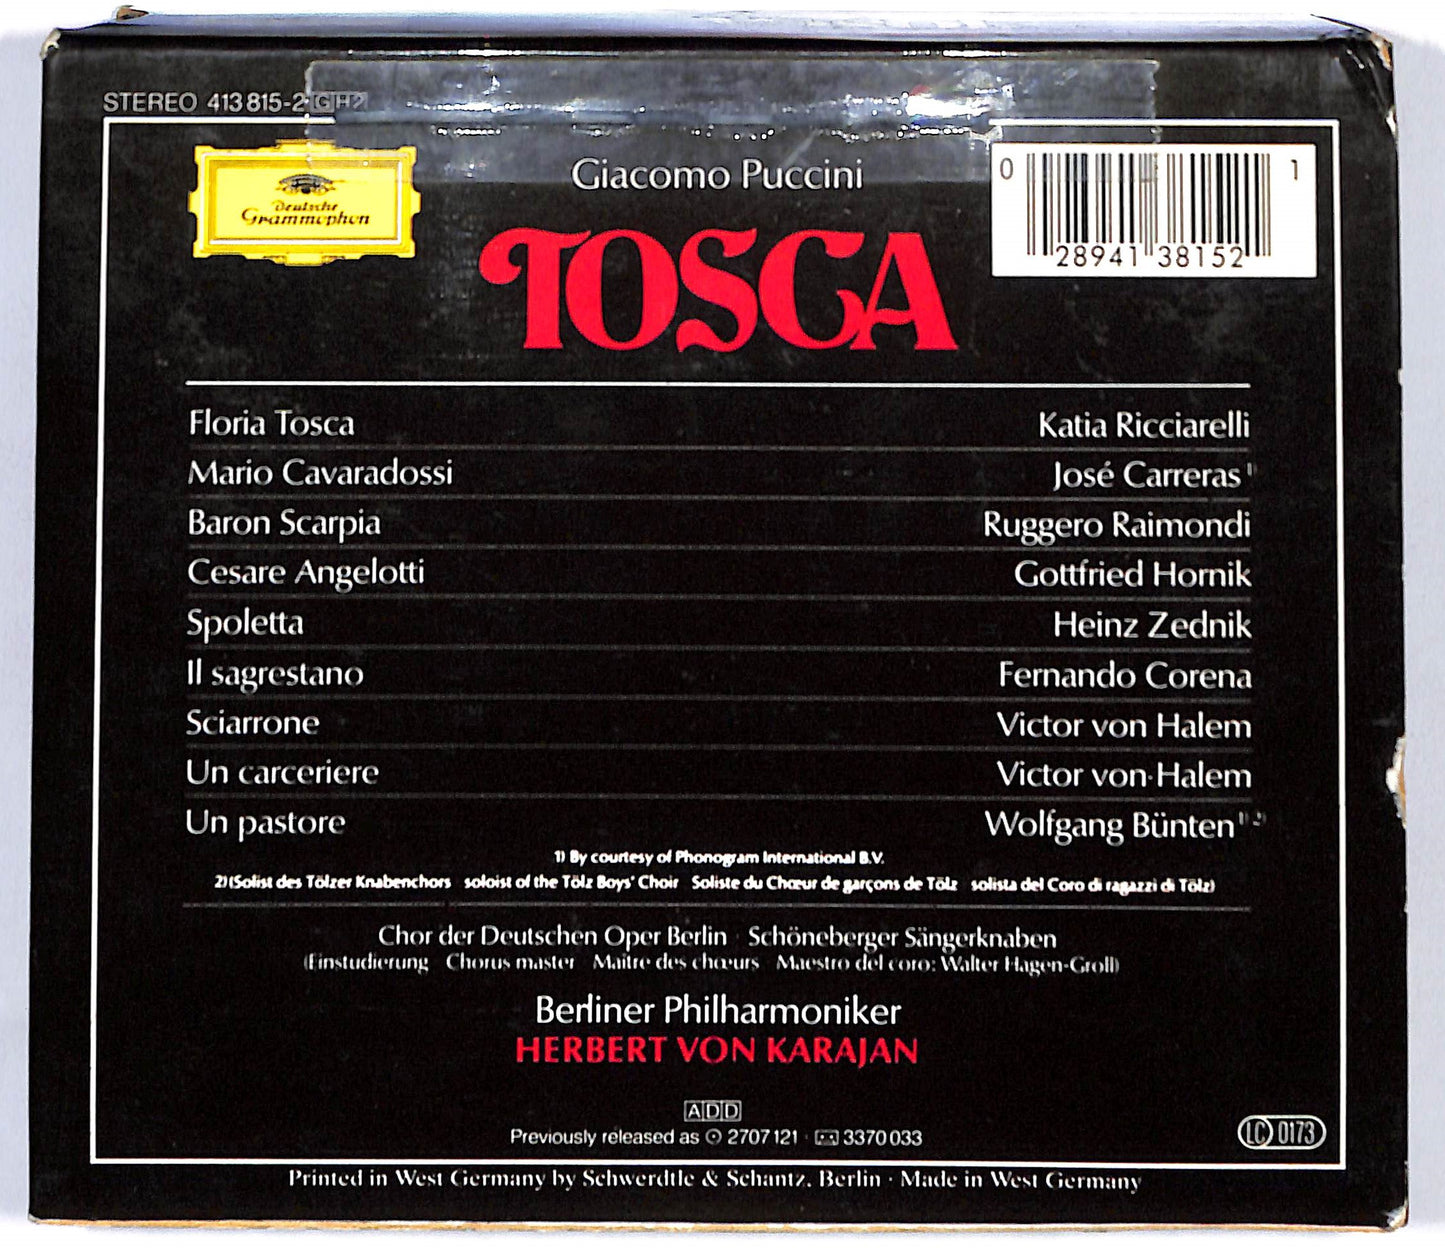 STEREO 413 815-2 GH2
Deutsche
Grammophon
Giacomo Puccini
TOSCA
0 28941 38152 1
Floria Tosca Katia Ricciarelli
Mario Cavaradossi José Carreras 1)
Baron Scarpia Ruggero Raimondi
Cesare Angelotti Gottfried Hornik
Spoletta Heinz Zednik
Il sagrestano Fernando Corena
Sciarrone Victor von Halem
Un carceriere Victor von Halem
Un pastore Wolfgang Bünten 1) 2)
1) By courtesy of Phonogram International B.V.
2) (Solist des Tölzer Knabenchors · soloist of the Tölz Boys' Choir · Soliste du Chœur de garçons de Tölz · solista del Coro di ragazzi di Tölz)
Chor der Deutschen Oper Berlin · Schöneberger Sängerknaben
(Einstudierung · Chorus master · Maître des chœurs · Maestro del coro: Walter Hagen-Groll)
Berliner Philharmoniker
HERBERT VON KARAJAN
ADD
Previously released as 2707 121 · 3370 033
LC 0173
Printed in West Germany by Schwerdtle & Schantz, Berlin · Made in West Germany